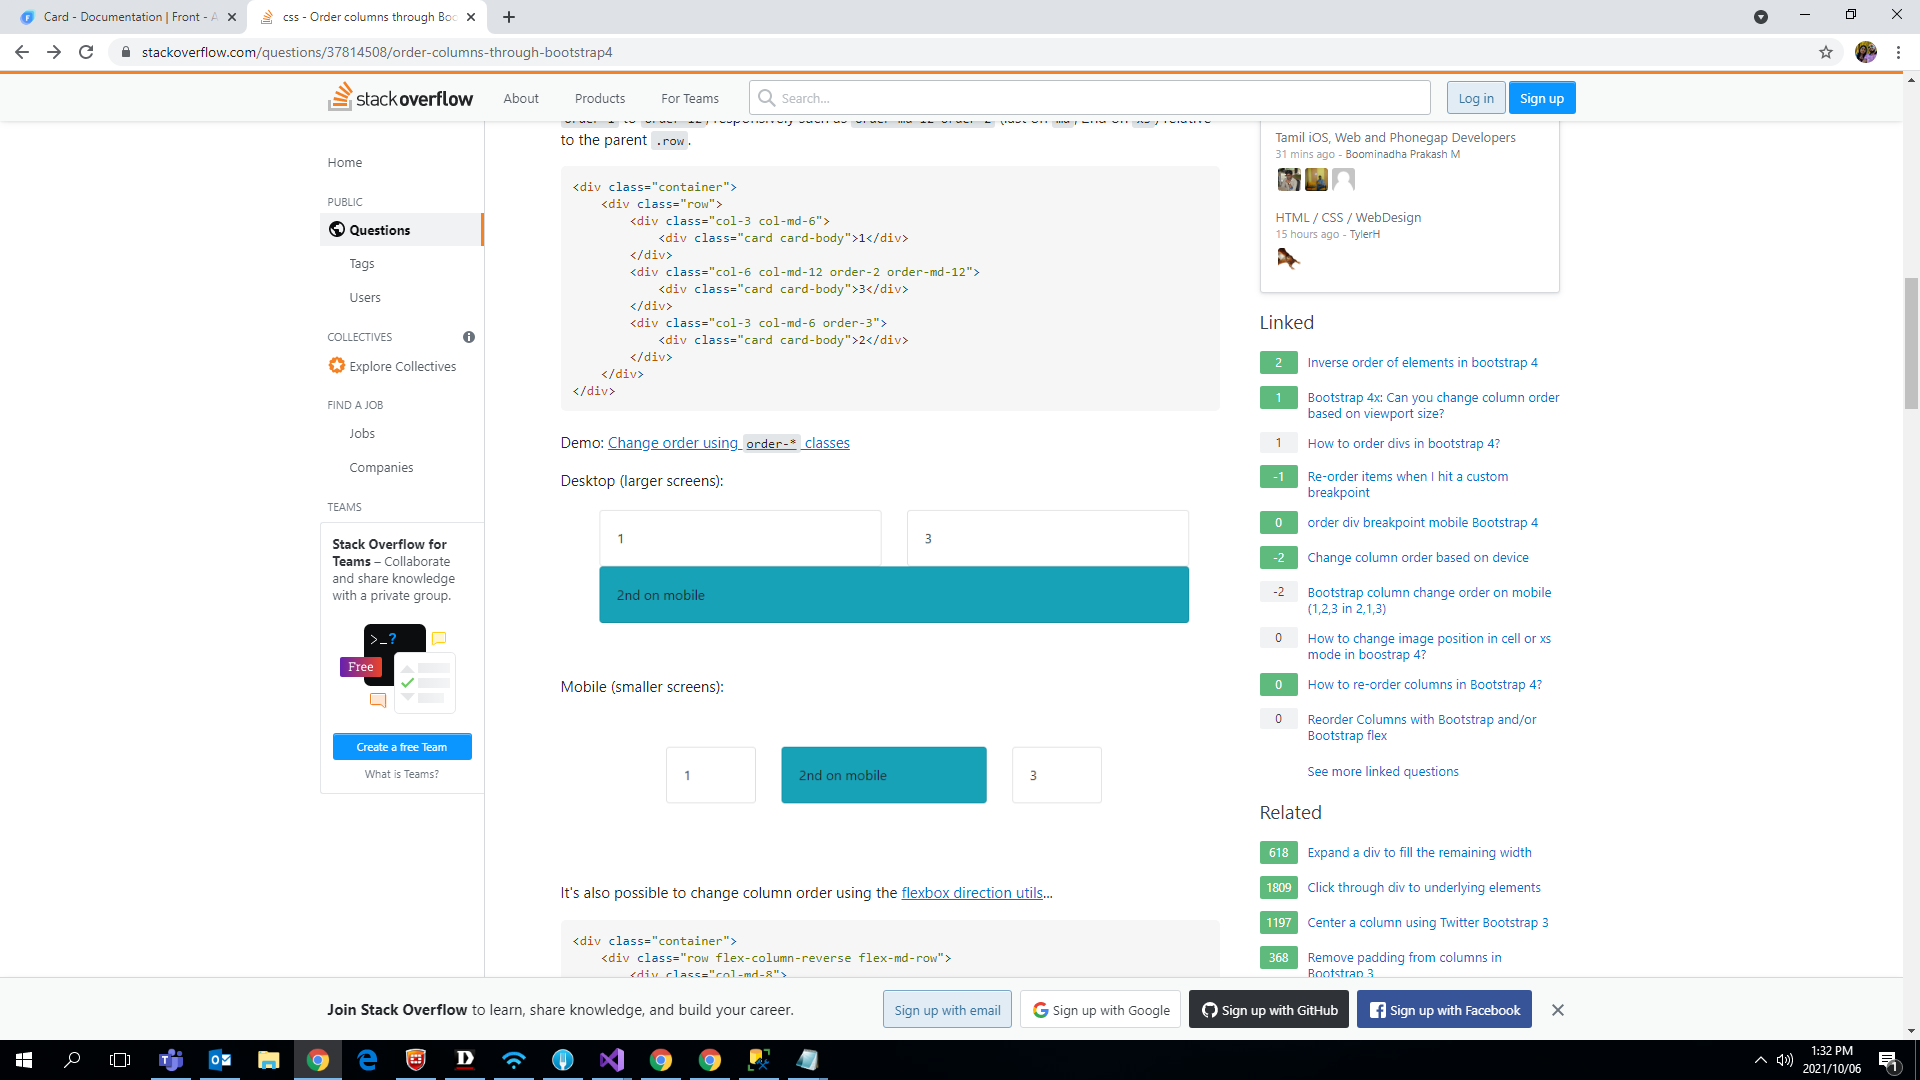 Card - Documentation | Front - A
css - Order columns through Boo
stackoverflow.com/questions/37814508/order-columns-through-bootstrap4
stackoverflow
About
Products
For Teams
Search...
Log in
Sign up
Home
PUBLIC
Questions
Tags
Users
COLLECTIVES
Explore Collectives
FIND A JOB
Jobs
Companies
TEAMS
Stack Overflow for
Teams – Collaborate
and share knowledge
with a private group.
>_?
Free
Create a free Team
What is Teams?
to the parent .row.
<div class="container">
<div class="row">
<div class="col-3 col-md-6">
<div class="card card-body">1</div>
</div>
<div class="col-6 col-md-12 order-2 order-md-12">
<div class="card card-body">3</div>
</div>
<div class="col-3 col-md-6 order-3">
<div class="card card-body">2</div>
</div>
</div>
</div>
Demo: Change order using order-* classes
Desktop (larger screens):
1
3
2nd on mobile
Mobile (smaller screens):
1
2nd on mobile
3
It's also possible to change column order using the flexbox direction utils...
<div class="container">
<div class="row flex-column-reverse flex-md-row">
<div class="col-md-8">
Tamil iOS, Web and Phonegap Developers
31 mins ago - Boominadha Prakash M
HTML / CSS / WebDesign
15 hours ago - TylerH
Linked
2 Inverse order of elements in bootstrap 4
1 Bootstrap 4x: Can you change column order
based on viewport size?
1 How to order divs in bootstrap 4?
-1 Re-order items when I hit a custom
breakpoint
0 order div breakpoint mobile Bootstrap 4
-2 Change column order based on device
-2 Bootstrap column change order on mobile
(1,2,3 in 2,1,3)
0 How to change image position in cell or xs
mode in boostrap 4?
0 How to re-order columns in Bootstrap 4?
0 Reorder Columns with Bootstrap and/or
Bootstrap flex
See more linked questions
Related
618 Expand a div to fill the remaining width
1809 Click through div to underlying elements
1197 Center a column using Twitter Bootstrap 3
368 Remove padding from columns in
Bootstrap 3
Join Stack Overflow to learn, share knowledge, and build your career.
Sign up with email
Sign up with Google
Sign up with GitHub
Sign up with Facebook
1:32 PM
2021/10/06
1